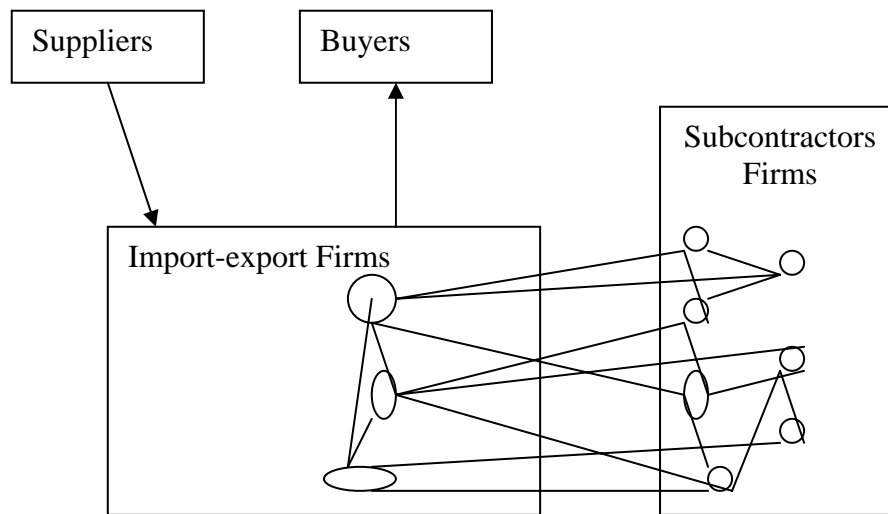 Suppliers
Buyers
Subcontractors
Firms
Import-export Firms